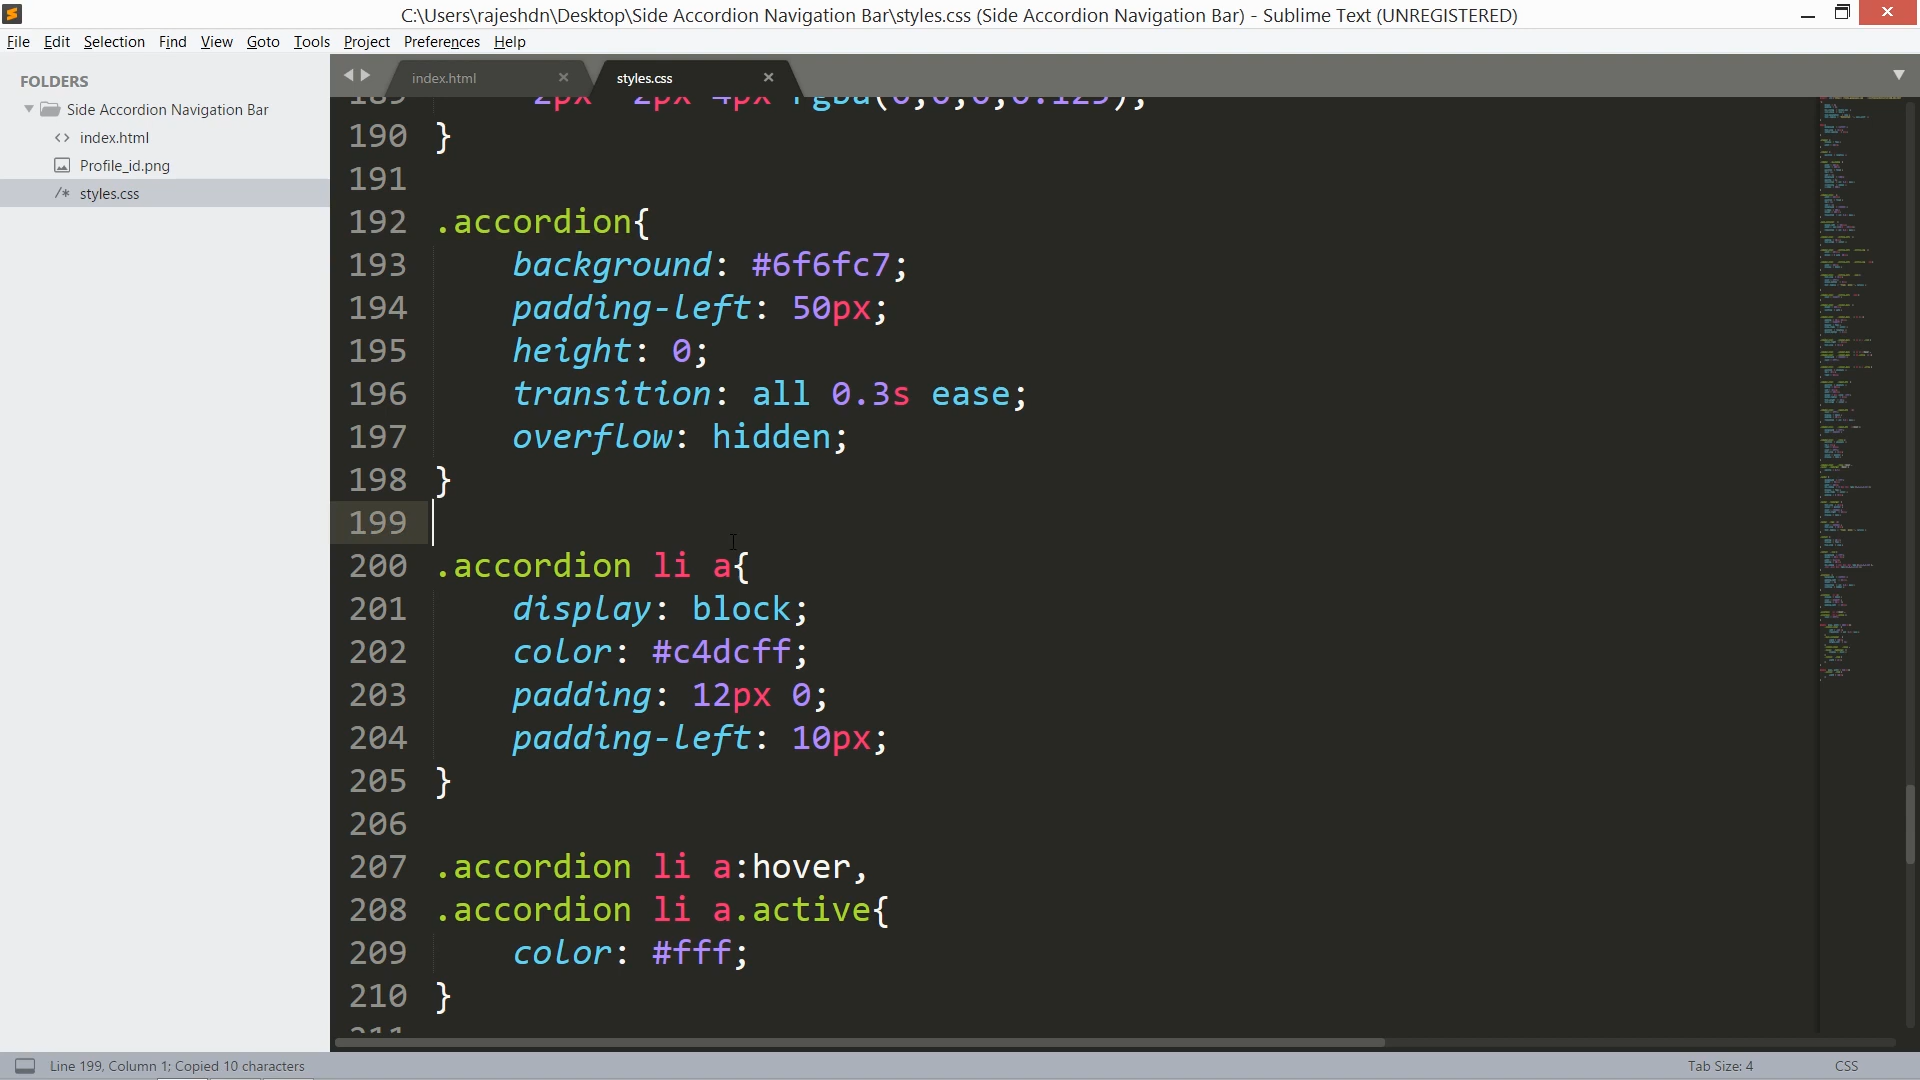 C:\Users\rajeshdn\Desktop\Side Accordion Navigation Bar\styles.css (Side Accordion Navigation Bar) - Sublime Text (UNREGISTERED)
File Edit Selection Find View Goto Tools Project Preferences Help
FOLDERS
Side Accordion Navigation Bar
index.html
Profile_id.png
styles.css
index.html styles.css
190 }
191
192 .accordion{
193 background: #6f6fc7;
194 padding-left: 50px;
195 height: 0;
196 transition: all 0.3s ease;
197 overflow: hidden;
198 }
199
200 .accordion li a{
201 display: block;
202 color: #c4dcff;
203 padding: 12px 0;
204 padding-left: 10px;
205 }
206
207 .accordion li a:hover,
208 .accordion li a.active{
209 color: #fff;
210 }
Line 199, Column 1; Copied 10 characters
Tab Size: 4 CSS